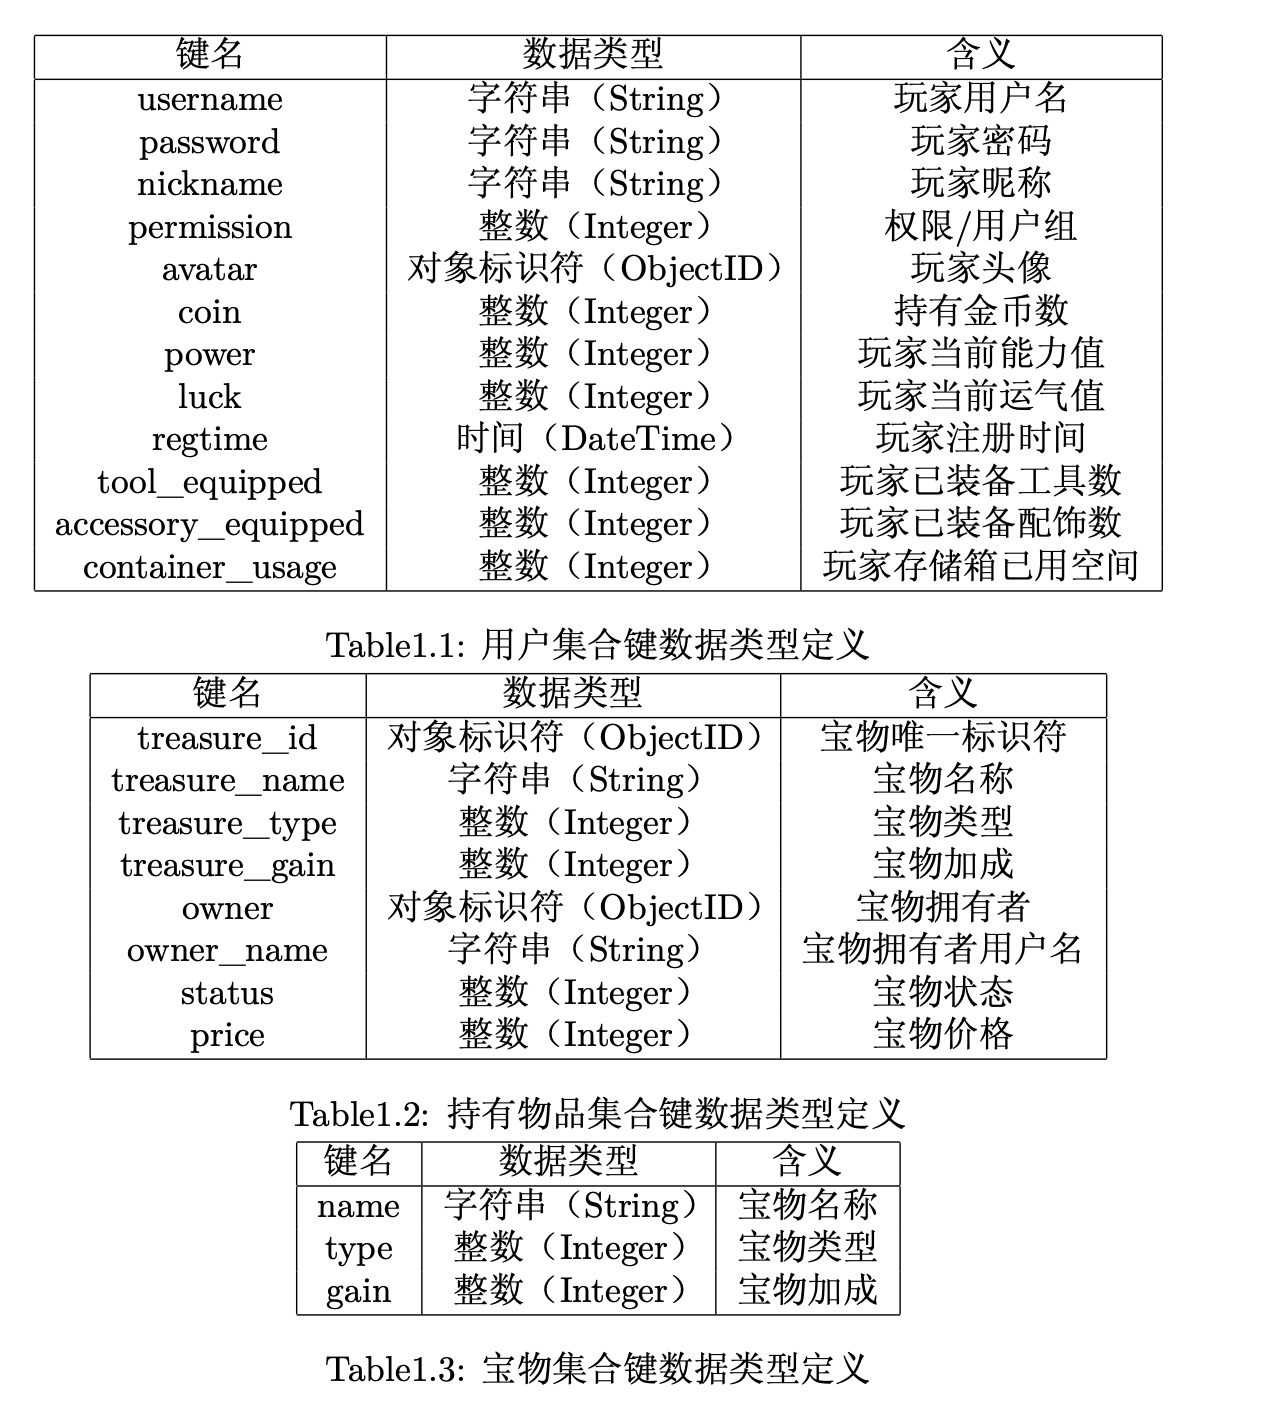 键名 数据类型 含义
username 字符串（String） 玩家用户名
password 字符串（String） 玩家密码
nickname 字符串（String） 玩家昵称
permission 整数（Integer） 权限/用户组
avatar 对象标识符（ObjectID） 玩家头像
coin 整数（Integer） 持有金币数
power 整数（Integer） 玩家当前能力值
luck 整数（Integer） 玩家当前运气值
regtime 时间（DateTime） 玩家注册时间
tool_equipped 整数（Integer） 玩家已装备工具数
accessory_equipped 整数（Integer） 玩家已装备配饰数
container_usage 整数（Integer） 玩家存储箱已用空间
Table1.1: 用户集合键数据类型定义
键名 数据类型 含义
treasure_id 对象标识符（ObjectID） 宝物唯一标识符
treasure_name 字符串（String） 宝物名称
treasure_type 整数（Integer） 宝物类型
treasure_gain 整数（Integer） 宝物加成
owner 对象标识符（ObjectID） 宝物拥有者
owner_name 字符串（String） 宝物拥有者用户名
status 整数（Integer） 宝物状态
price 整数（Integer） 宝物价格
Table1.2: 持有物品集合键数据类型定义
键名 数据类型 含义
name 字符串（String） 宝物名称
type 整数（Integer） 宝物类型
gain 整数（Integer） 宝物加成
Table1.3: 宝物集合键数据类型定义